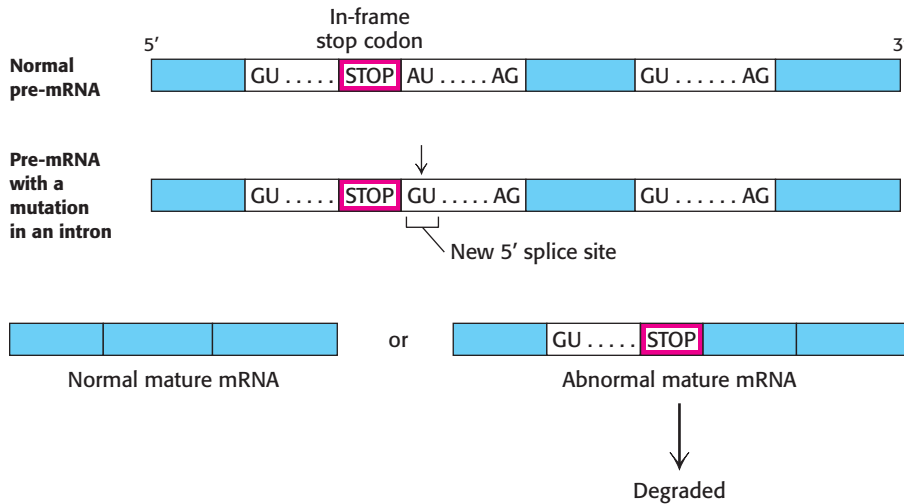 In-frame
stop codon
5′
3
Normal
pre-mRNA
GU ..... STOP AU ..... AG GU ...... AG
Pre-mRNA
with a
mutation
in an intron
GU ..... STOP GU ..... AG GU ...... AG
New 5′ splice site
or
GU ..... STOP
Normal mature mRNA
Abnormal mature mRNA
Degraded